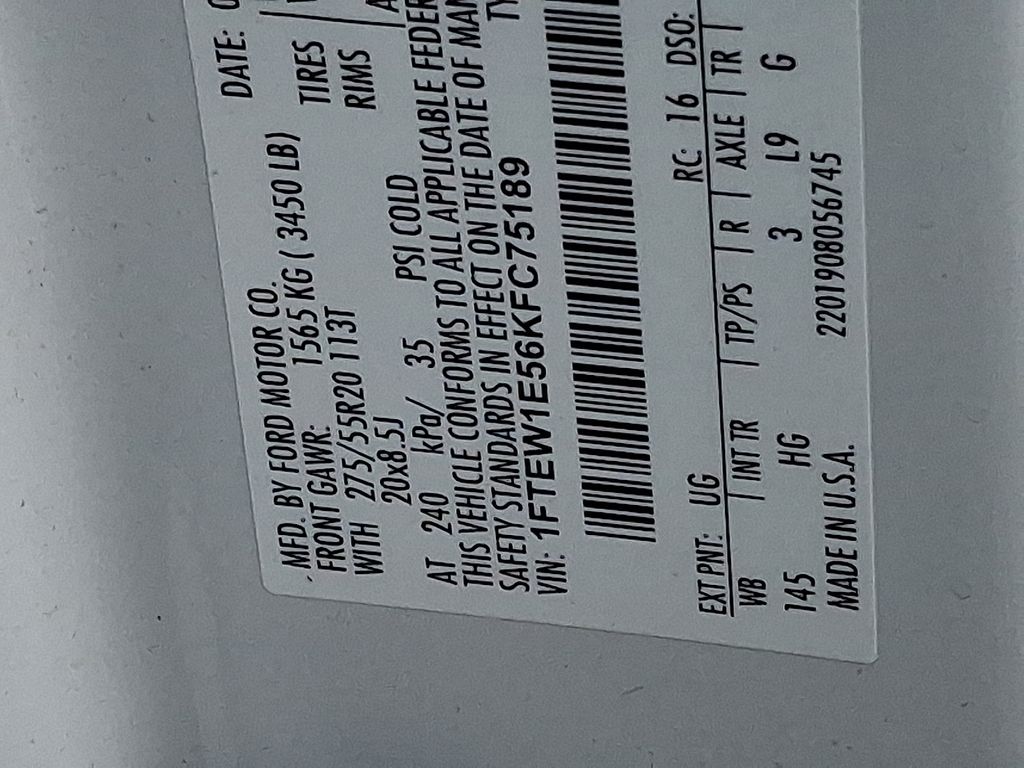 MFD. BY FORD MOTOR CO.
DATE:
FRONT GAWR: 1565 KG ( 3450 LB)
WITH 275/55R20 113T TIRES
20x8.5J RIMS
AT 240 kPa/ 35 PSI COLD
THIS VEHICLE CONFORMS TO ALL APPLICABLE FEDER
SAFETY STANDARDS IN EFFECT ON THE DATE OF MAN
VIN: 1FTEW1E56KFC75189 TY
EXT PNT: UG RC: 16 DSO:
WB | INT TR | TP/PS | R | AXLE | TR |
145 HG 3 L9 G
MADE IN U.S.A. 2201908056745